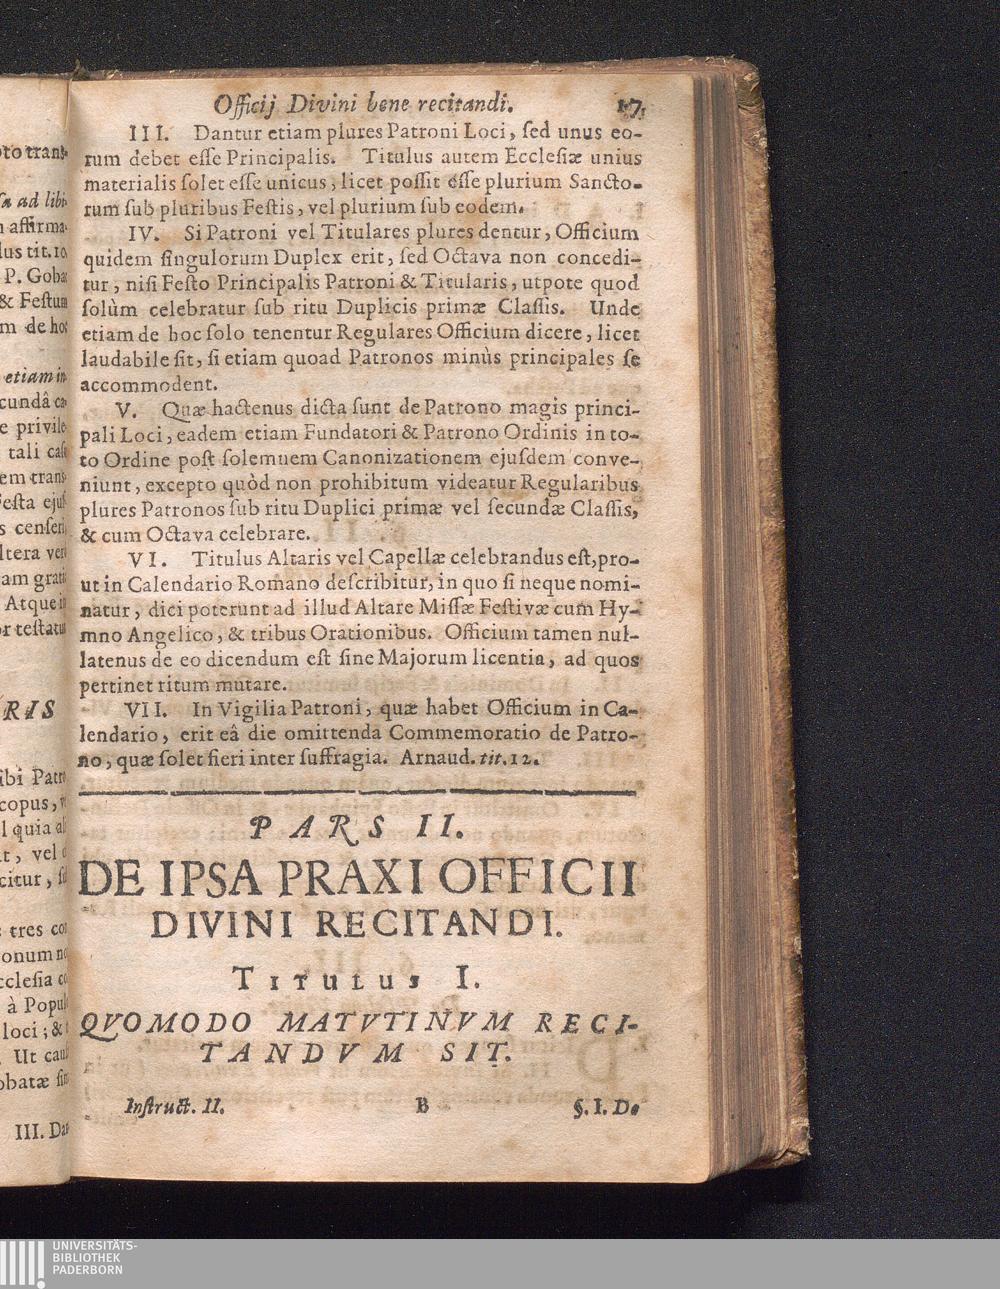 Officij Divini bene recitandi. 17
III. Dantur etiam plures Patroni Loci, ſed unus eo-
rum debet eſſe Principalis. Titulus autem Eccleſiæ unius
materialis ſolet eſſe unicus, licet poſſit eſſe plurium Sancto-
rum ſub pluribus Feſtis, vel plurium ſub eodem.
IV. Si Patroni vel Titulares plures dentur, Officium
quidem ſingulorum Duplex erit, ſed Octava non concedi-
tur, niſi Feſto Principalis Patroni & Titularis, utpote quod
ſolùm celebratur ſub ritu Duplicis primæ Claſſis. Unde
etiam de hoc ſolo tenentur Regulares Officium dicere, licet
laudabile ſit, ſi etiam quoad Patronos minùs principales ſe
accommodent.
V. Quæ hactenus dicta ſunt de Patrono magis princi-
pali Loci, eadem etiam Fundatori & Patrono Ordinis in to-
to Ordine poſt ſolemnem Canonizationem ejuſdem conve-
niunt, excepto quòd non prohibitum videatur Regularibus
plures Patronos ſub ritu Duplici primæ vel ſecundæ Claſſis,
& cum Octava celebrare.
VI. Titulus Altaris vel Capellæ celebrandus eſt, pro-
ut in Calendario Romano deſcribitur, in quo ſi neque nomi-
natur, dici poterunt ad illud Altare Miſſæ Feſtivæ cum Hy-
mno Angelico, & tribus Orationibus. Officium tamen nul-
latenus de eo dicendum eſt ſine Majorum licentia, ad quos
pertinet ritum mutare.
VII. In Vigilia Patroni, quæ habet Officium in Ca-
lendario, erit eâ die omittenda Commemoratio de Patro-
no, quæ ſolet fieri inter ſuffragia. Arnaud. tit. 12.
PARS II.
DE IPSA PRAXI OFFICII
DIVINI RECITANDI.
TITULUS I.
QVOMODO MATVTINVM RECI-
TANDVM SIT.
Inſtruct. II. B §. I. De
UNIVERSITÄTS-
BIBLIOTHEK
PADERBORN